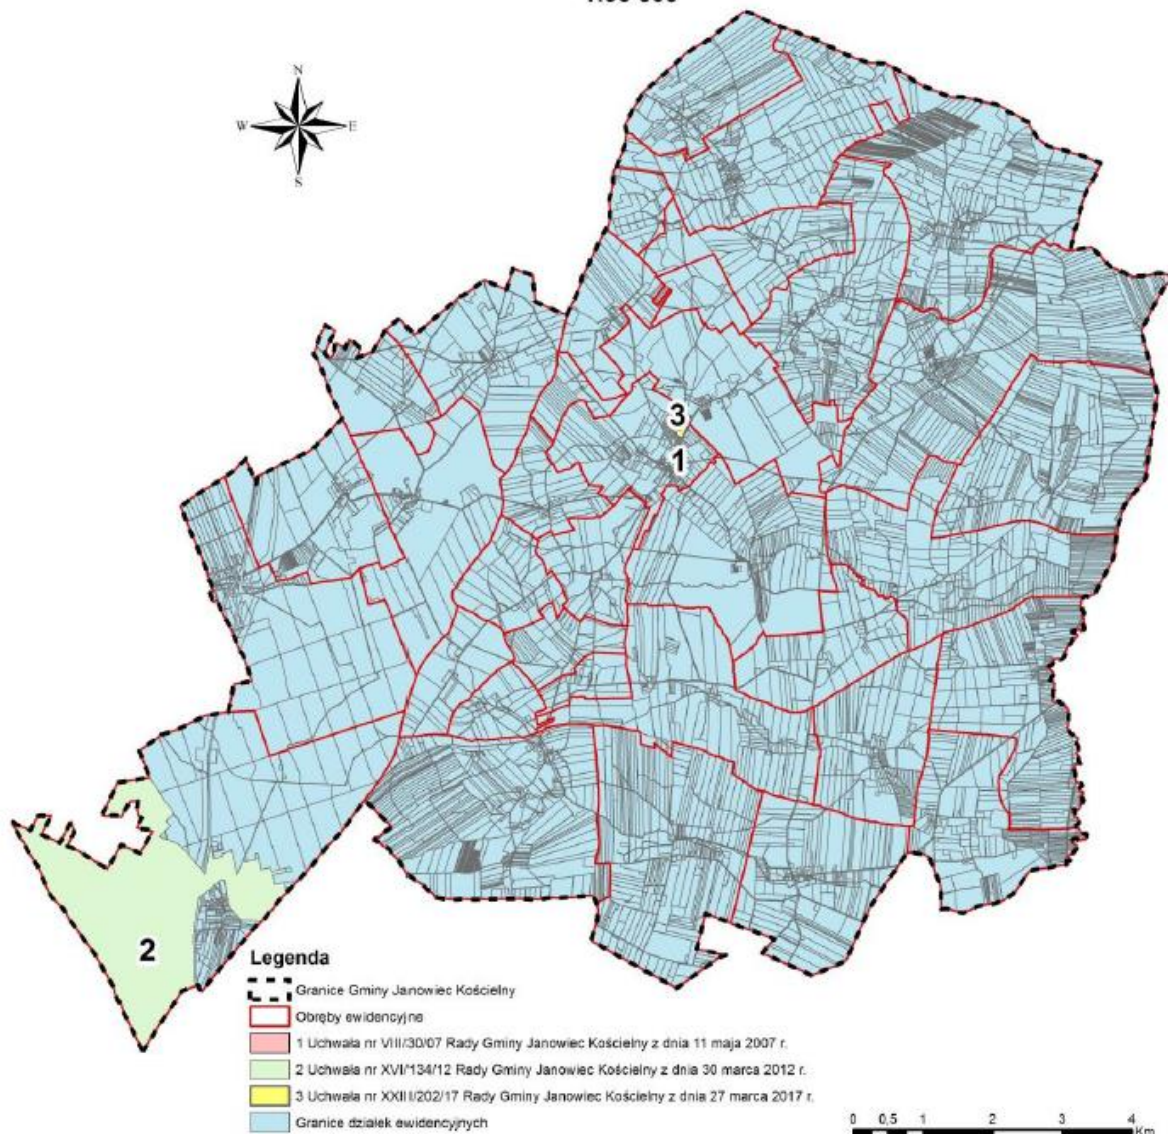 N
W
E
S
3
1
2
Legenda
Granice Gminy Janowiec Kościelny
Obręby ewidencyjne
1 Uchwała nr VIII/30/07 Rady Gminy Janowiec Kościelny z dnia 11 maja 2007 r.
2 Uchwała nr XVI/134/12 Rady Gminy Janowiec Kościelny z dnia 30 marca 2012 r.
3 Uchwała nr XXIII/202/17 Rady Gminy Janowiec Kościelny z dnia 27 marca 2017 r.
Granice działek ewidencyjnych
0 0,5 1 2 3 4
Km